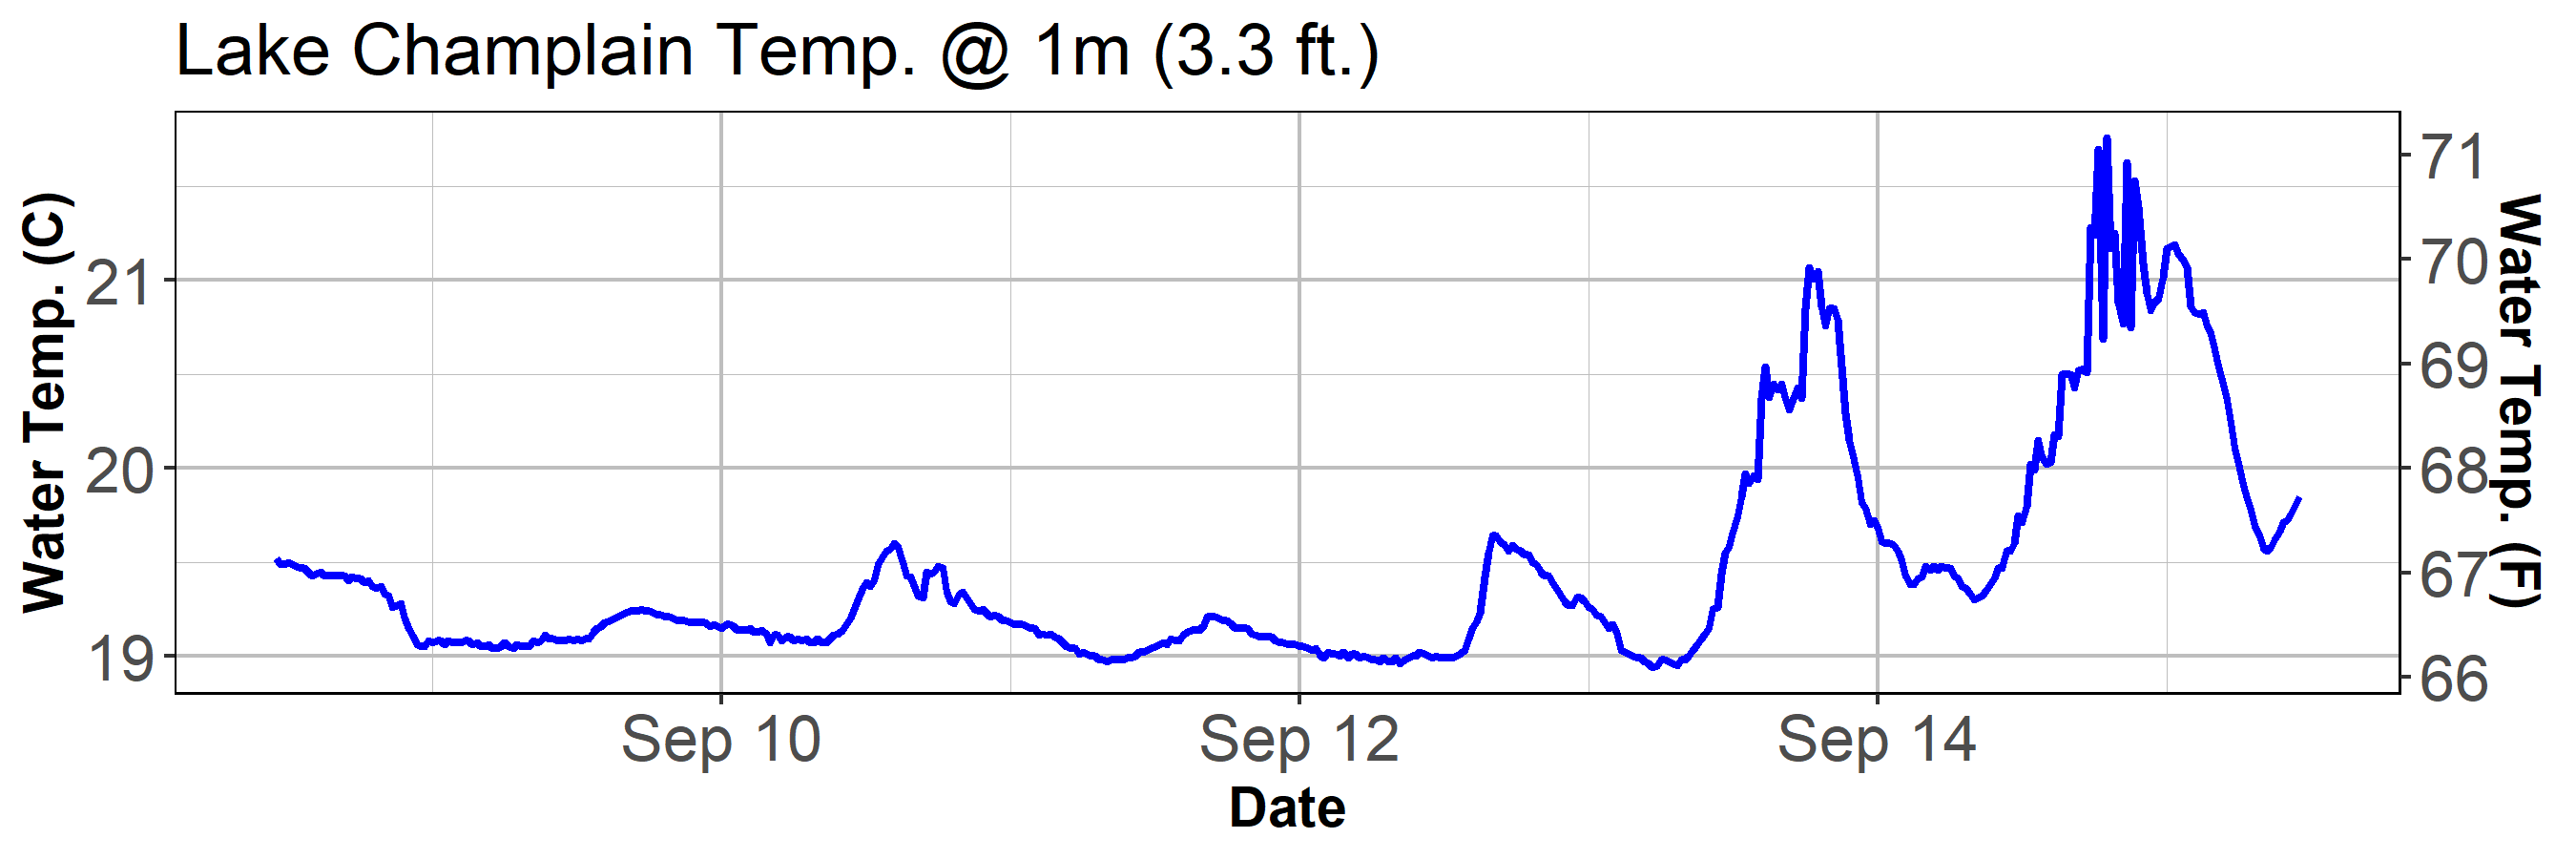 Lake Champlain Temp. @ 1m (3.3 ft.)
Water Temp. (C)
21
20
19
71
70
69
68
67
66
Water Temp. (F)
Sep 10
Sep 12
Sep 14
Date